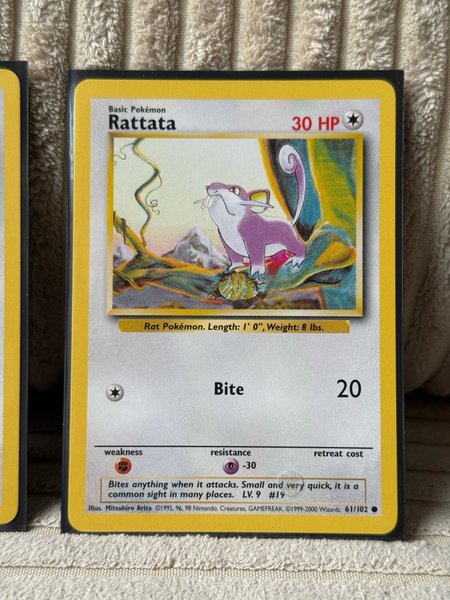 Basic Pokémon
Rattata 30 HP
Rat Pokémon. Length: 1' 0", Weight: 8 lbs.
Bite 20
weakness resistance retreat cost
-30
Bites anything when it attacks. Small and very quick, it is a
common sight in many places. LV. 9 #19
Illus. Mitsuhiro Arita ©1995, 96, 98 Nintendo, Creatures, GAMEFREAK. ©1999-2000 Wizards. 61/102